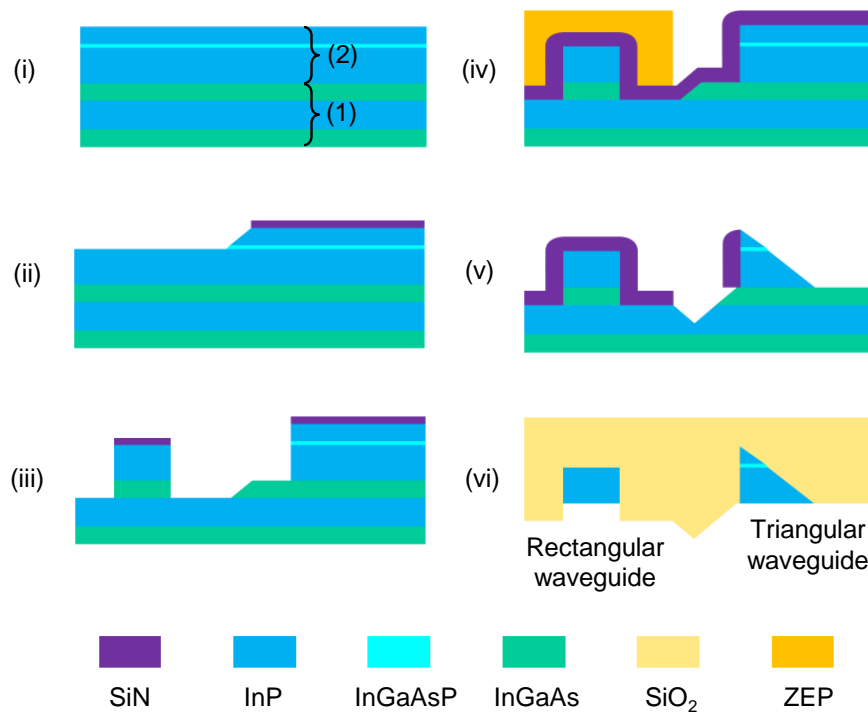 (i)
(2)
(1)
(ii)
(iii)
(iv)
(v)
(vi)
Rectangular
waveguide
Triangular
waveguide
SiN
InP
InGaAsP
InGaAs
SiO₂
ZEP